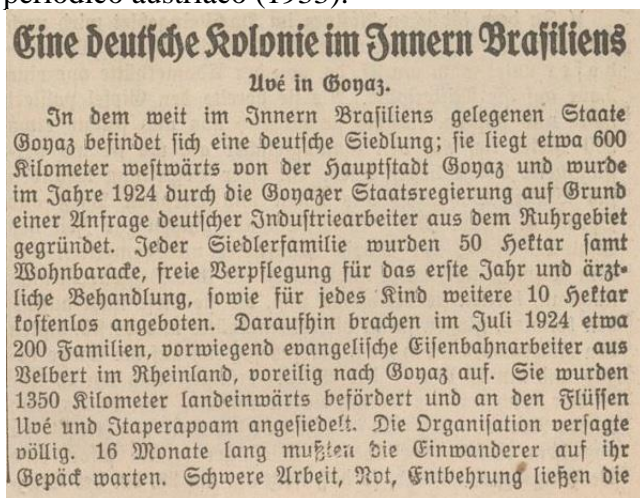 periódico austríaco (1933).
Eine deutsche Kolonie im Innern Brasiliens
Uvé in Goyaz.
In dem weit im Innern Brasiliens gelegenen Staate
Goyaz befindet sich eine deutsche Siedlung; sie liegt etwa 600
Kilometer westwärts von der Hauptstadt Goyaz und wurde
im Jahre 1924 durch die Goyazer Staatsregierung auf Grund
einer Anfrage deutscher Industriearbeiter aus dem Ruhrgebiet
gegründet. Jeder Siedlerfamilie wurden 50 Hektar samt
Wohnbaracke, freie Verpflegung für das erste Jahr und ärzt-
liche Behandlung, sowie für jedes Kind weitere 10 Hektar
kostenlos angeboten. Daraufhin brachen im Juli 1924 etwa
200 Familien, vorwiegend evangelische Eisenbahnarbeiter aus
Velbert im Rheinland, voreilig nach Goyaz auf. Sie wurden
1350 Kilometer landeinwärts befördert und an den Flüssen
Uvé und Itaperapoam angesiedelt. Die Organisation versagte
völlig. 16 Monate lang mußten die Einwanderer auf ihr
Gepäck warten. Schwere Arbeit, Not, Entbehrung ließen die